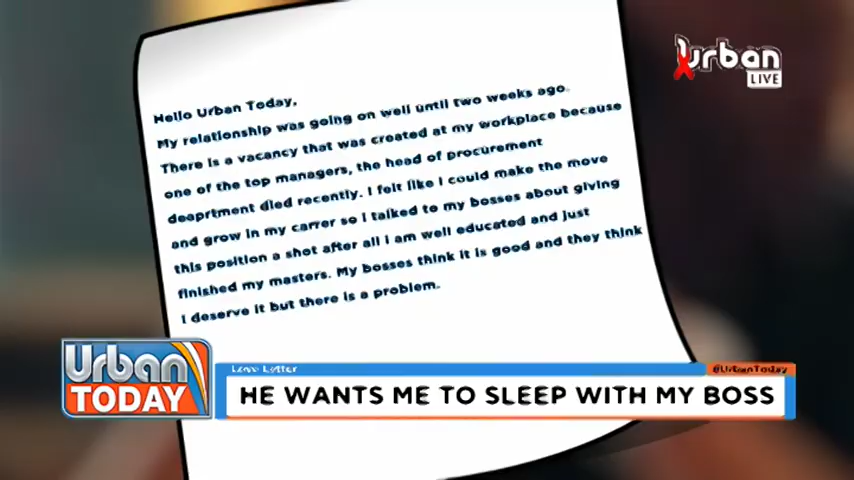 urban
LIVE
Hello Urban Today,
My relationship was going on well until two weeks ago.
There is a vacancy that was created at my workplace because
one of the top managers, the head of procurement
deaprtment died recently. I felt like I could make the move
and grow in my carrer so I talked to my bosses about giving
this position a shot after all I am well educated and just
finished my masters. My bosses think it is good and they think
I deserve it but there is a problem.
Urban
TODAY
Love Letter
#UrbanToday
HE WANTS ME TO SLEEP WITH MY BOSS